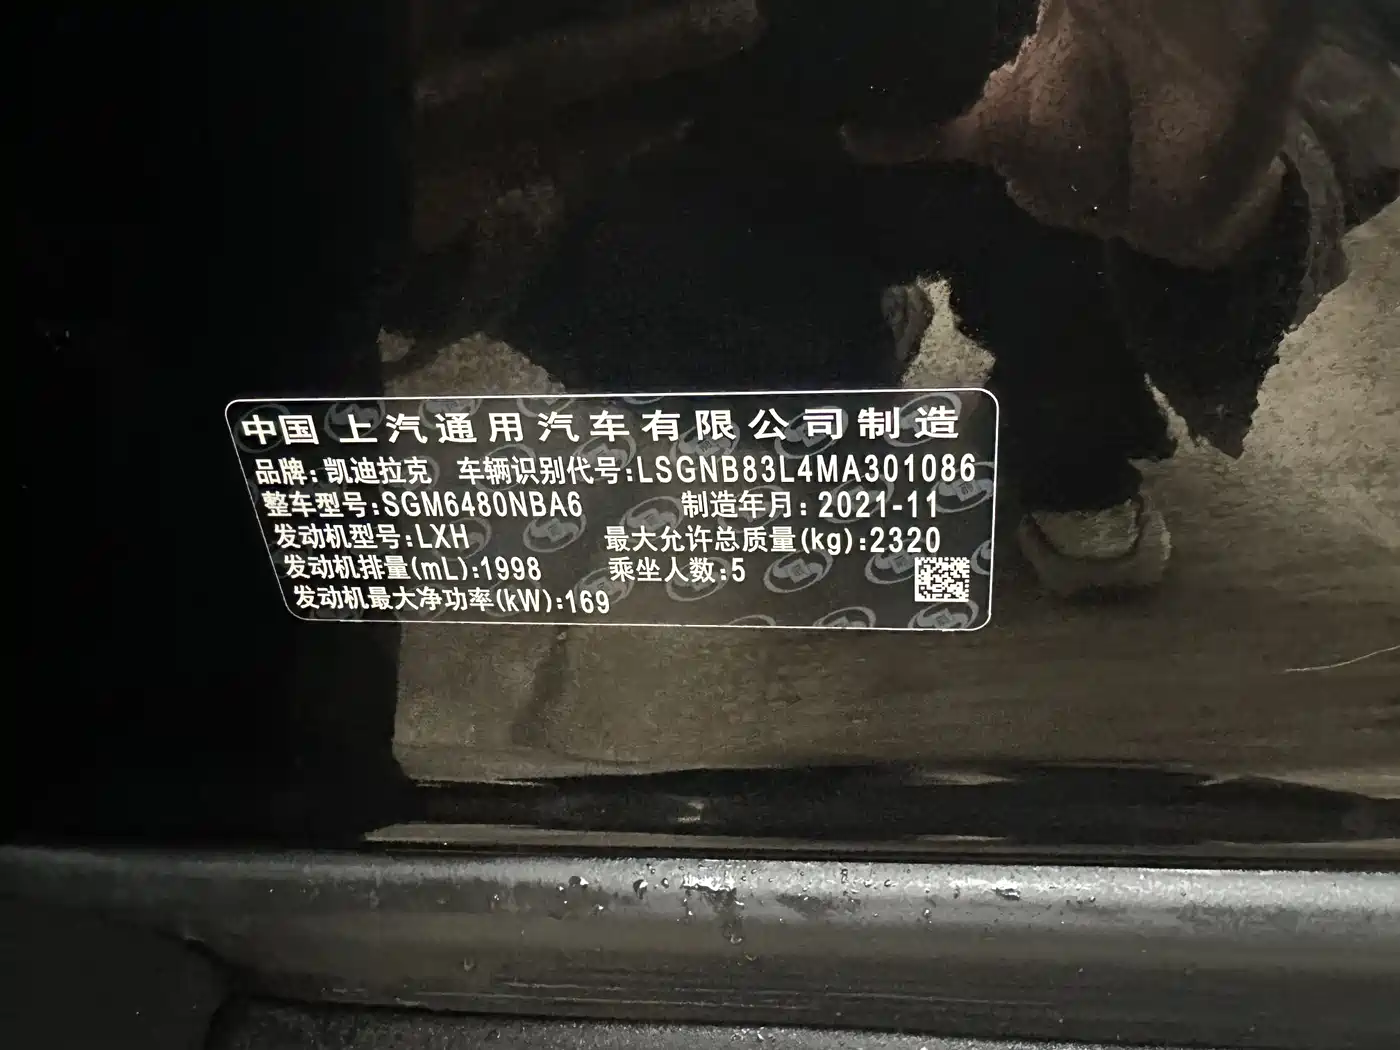 中国 上汽通用汽车有限公司制造
品牌:凯迪拉克 车辆识别代号:LSGNB83L4MA301086
整车型号:SGM6480NBA6 制造年月:2021-11
发动机型号:LXH 最大允许总质量(kg):2320
发动机排量(mL):1998 乘坐人数:5
发动机最大净功率(kW):169